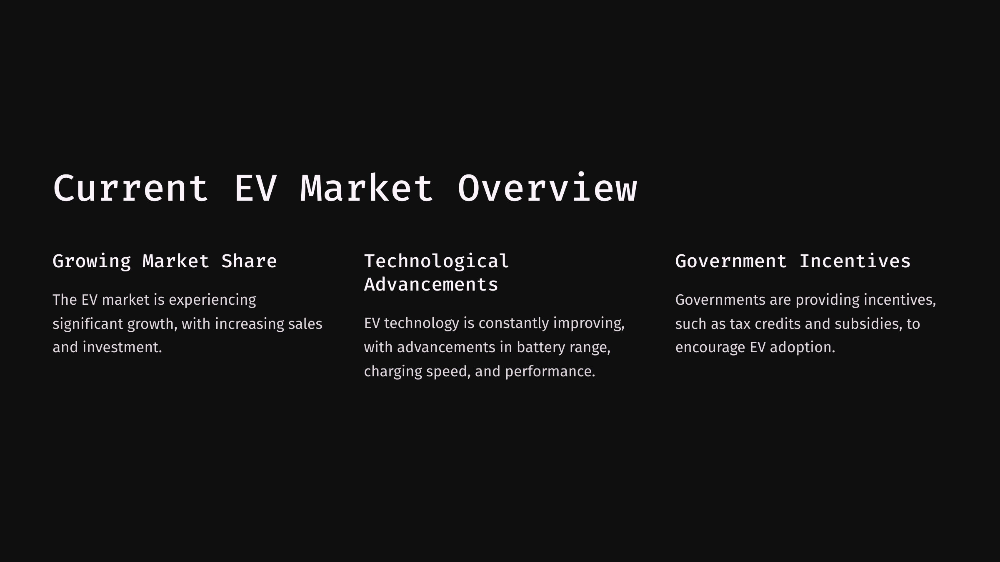 Current EV Market Overview
Growing Market Share
The EV market is experiencing
significant growth, with increasing sales
and investment.
Technological
Advancements
EV technology is constantly improving,
with advancements in battery range,
charging speed, and performance.
Government Incentives
Governments are providing incentives,
such as tax credits and subsidies, to
encourage EV adoption.